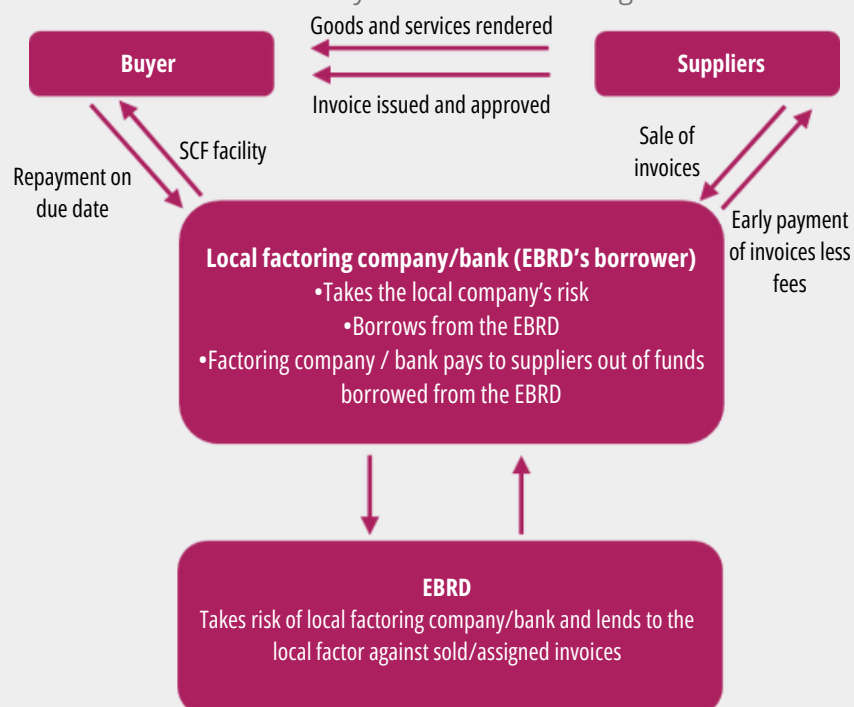 Goods and services rendered
Buyer
Suppliers
Invoice issued and approved
SCF facility
Sale of
invoices
Repayment on
due date
Early payment
of invoices less
fees
Local factoring company/bank (EBRD’s borrower)
•Takes the local company’s risk
•Borrows from the EBRD
•Factoring company / bank pays to suppliers out of funds
borrowed from the EBRD
EBRD
Takes risk of local factoring company/bank and lends to the
local factor against sold/assigned invoices